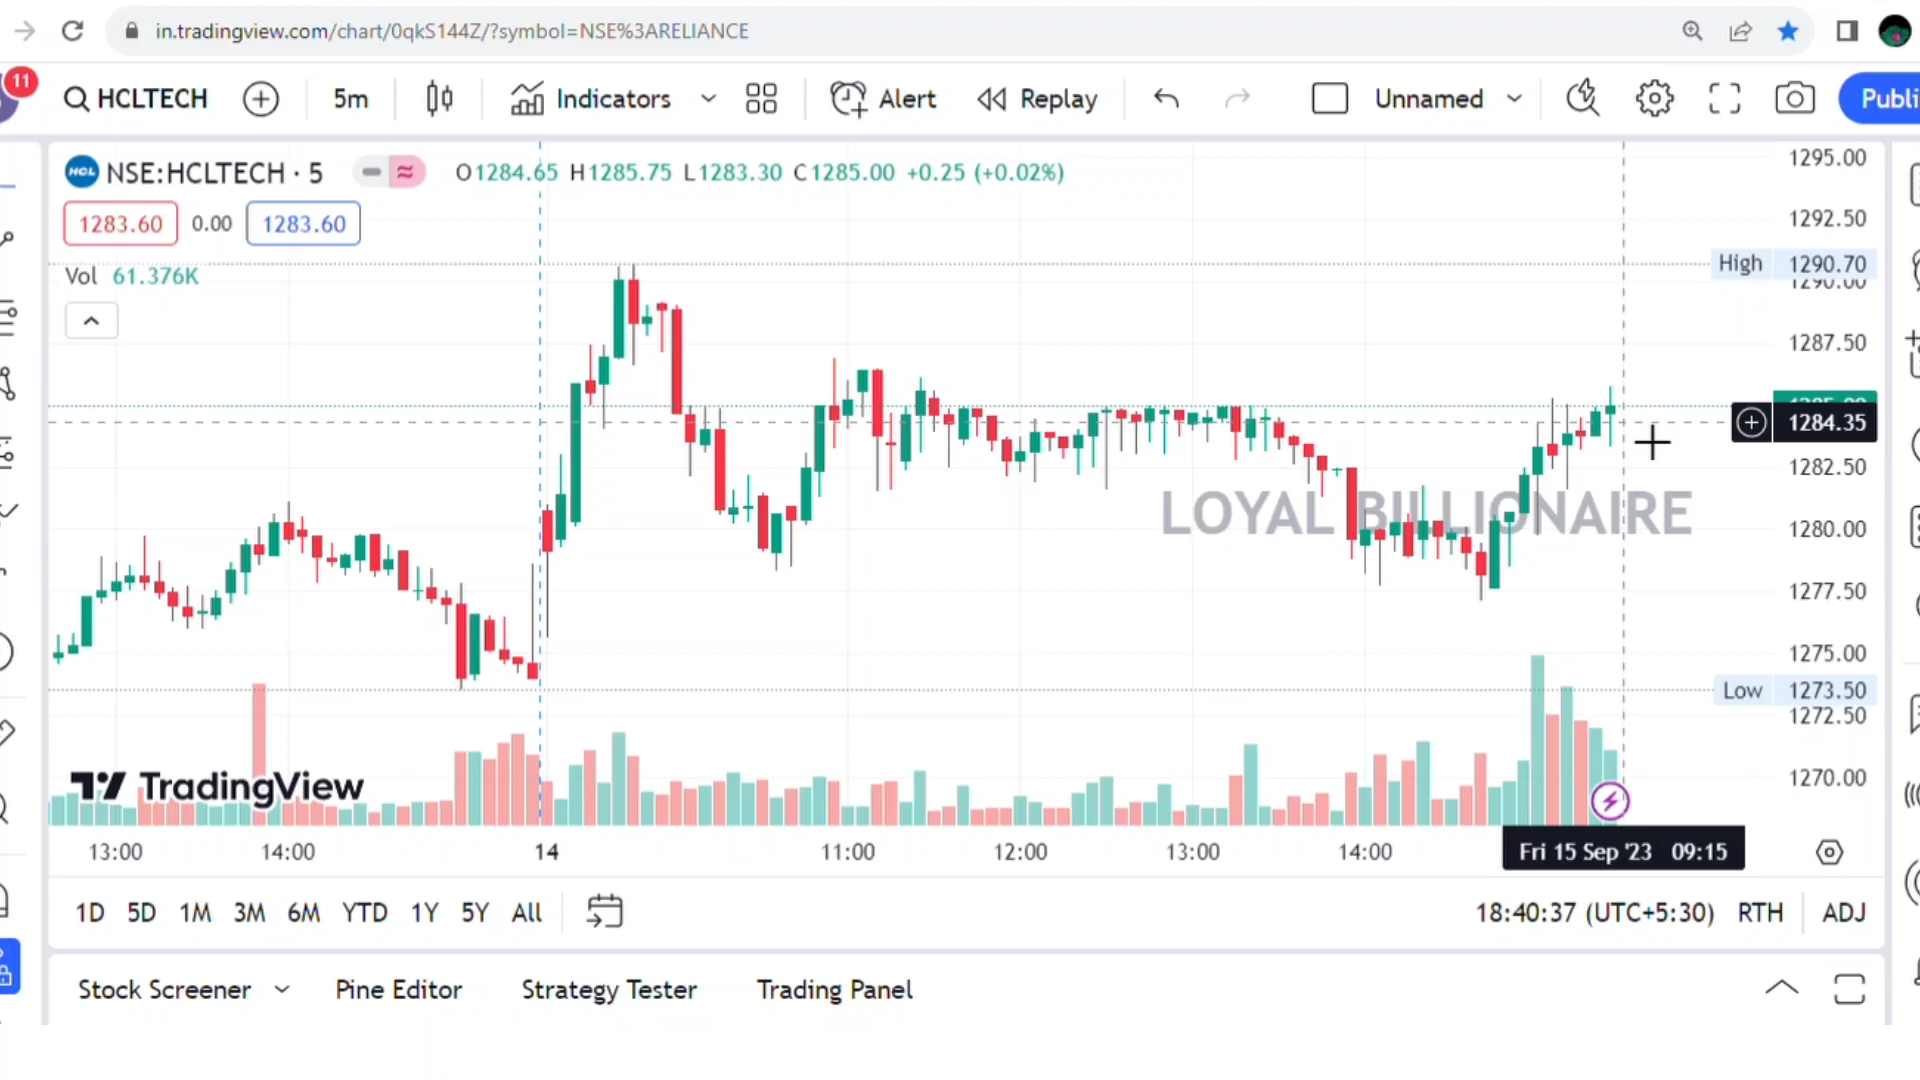 in.tradingview.com/chart/0qkS144Z/?symbol=NSE%3ARELIANCE
11
HCLTECH 5m Indicators Alert Replay Unnamed Publi
HCL NSE:HCLTECH · 5 O1284.65 H1285.75 L1283.30 C1285.00 +0.25 (+0.02%)
1283.60 0.00 1283.60
Vol 61.376K
1295.00
1292.50
High 1290.70
1290.00
1287.50
1284.35
1282.50
LOYAL BILLIONAIRE
1280.00
1277.50
1275.00
Low 1273.50
1272.50
1270.00
TradingView
13:00 14:00 14 11:00 12:00 13:00 14:00 Fri 15 Sep '23 09:15
1D 5D 1M 3M 6M YTD 1Y 5Y All 18:40:37 (UTC+5:30) RTH ADJ
Stock Screener Pine Editor Strategy Tester Trading Panel